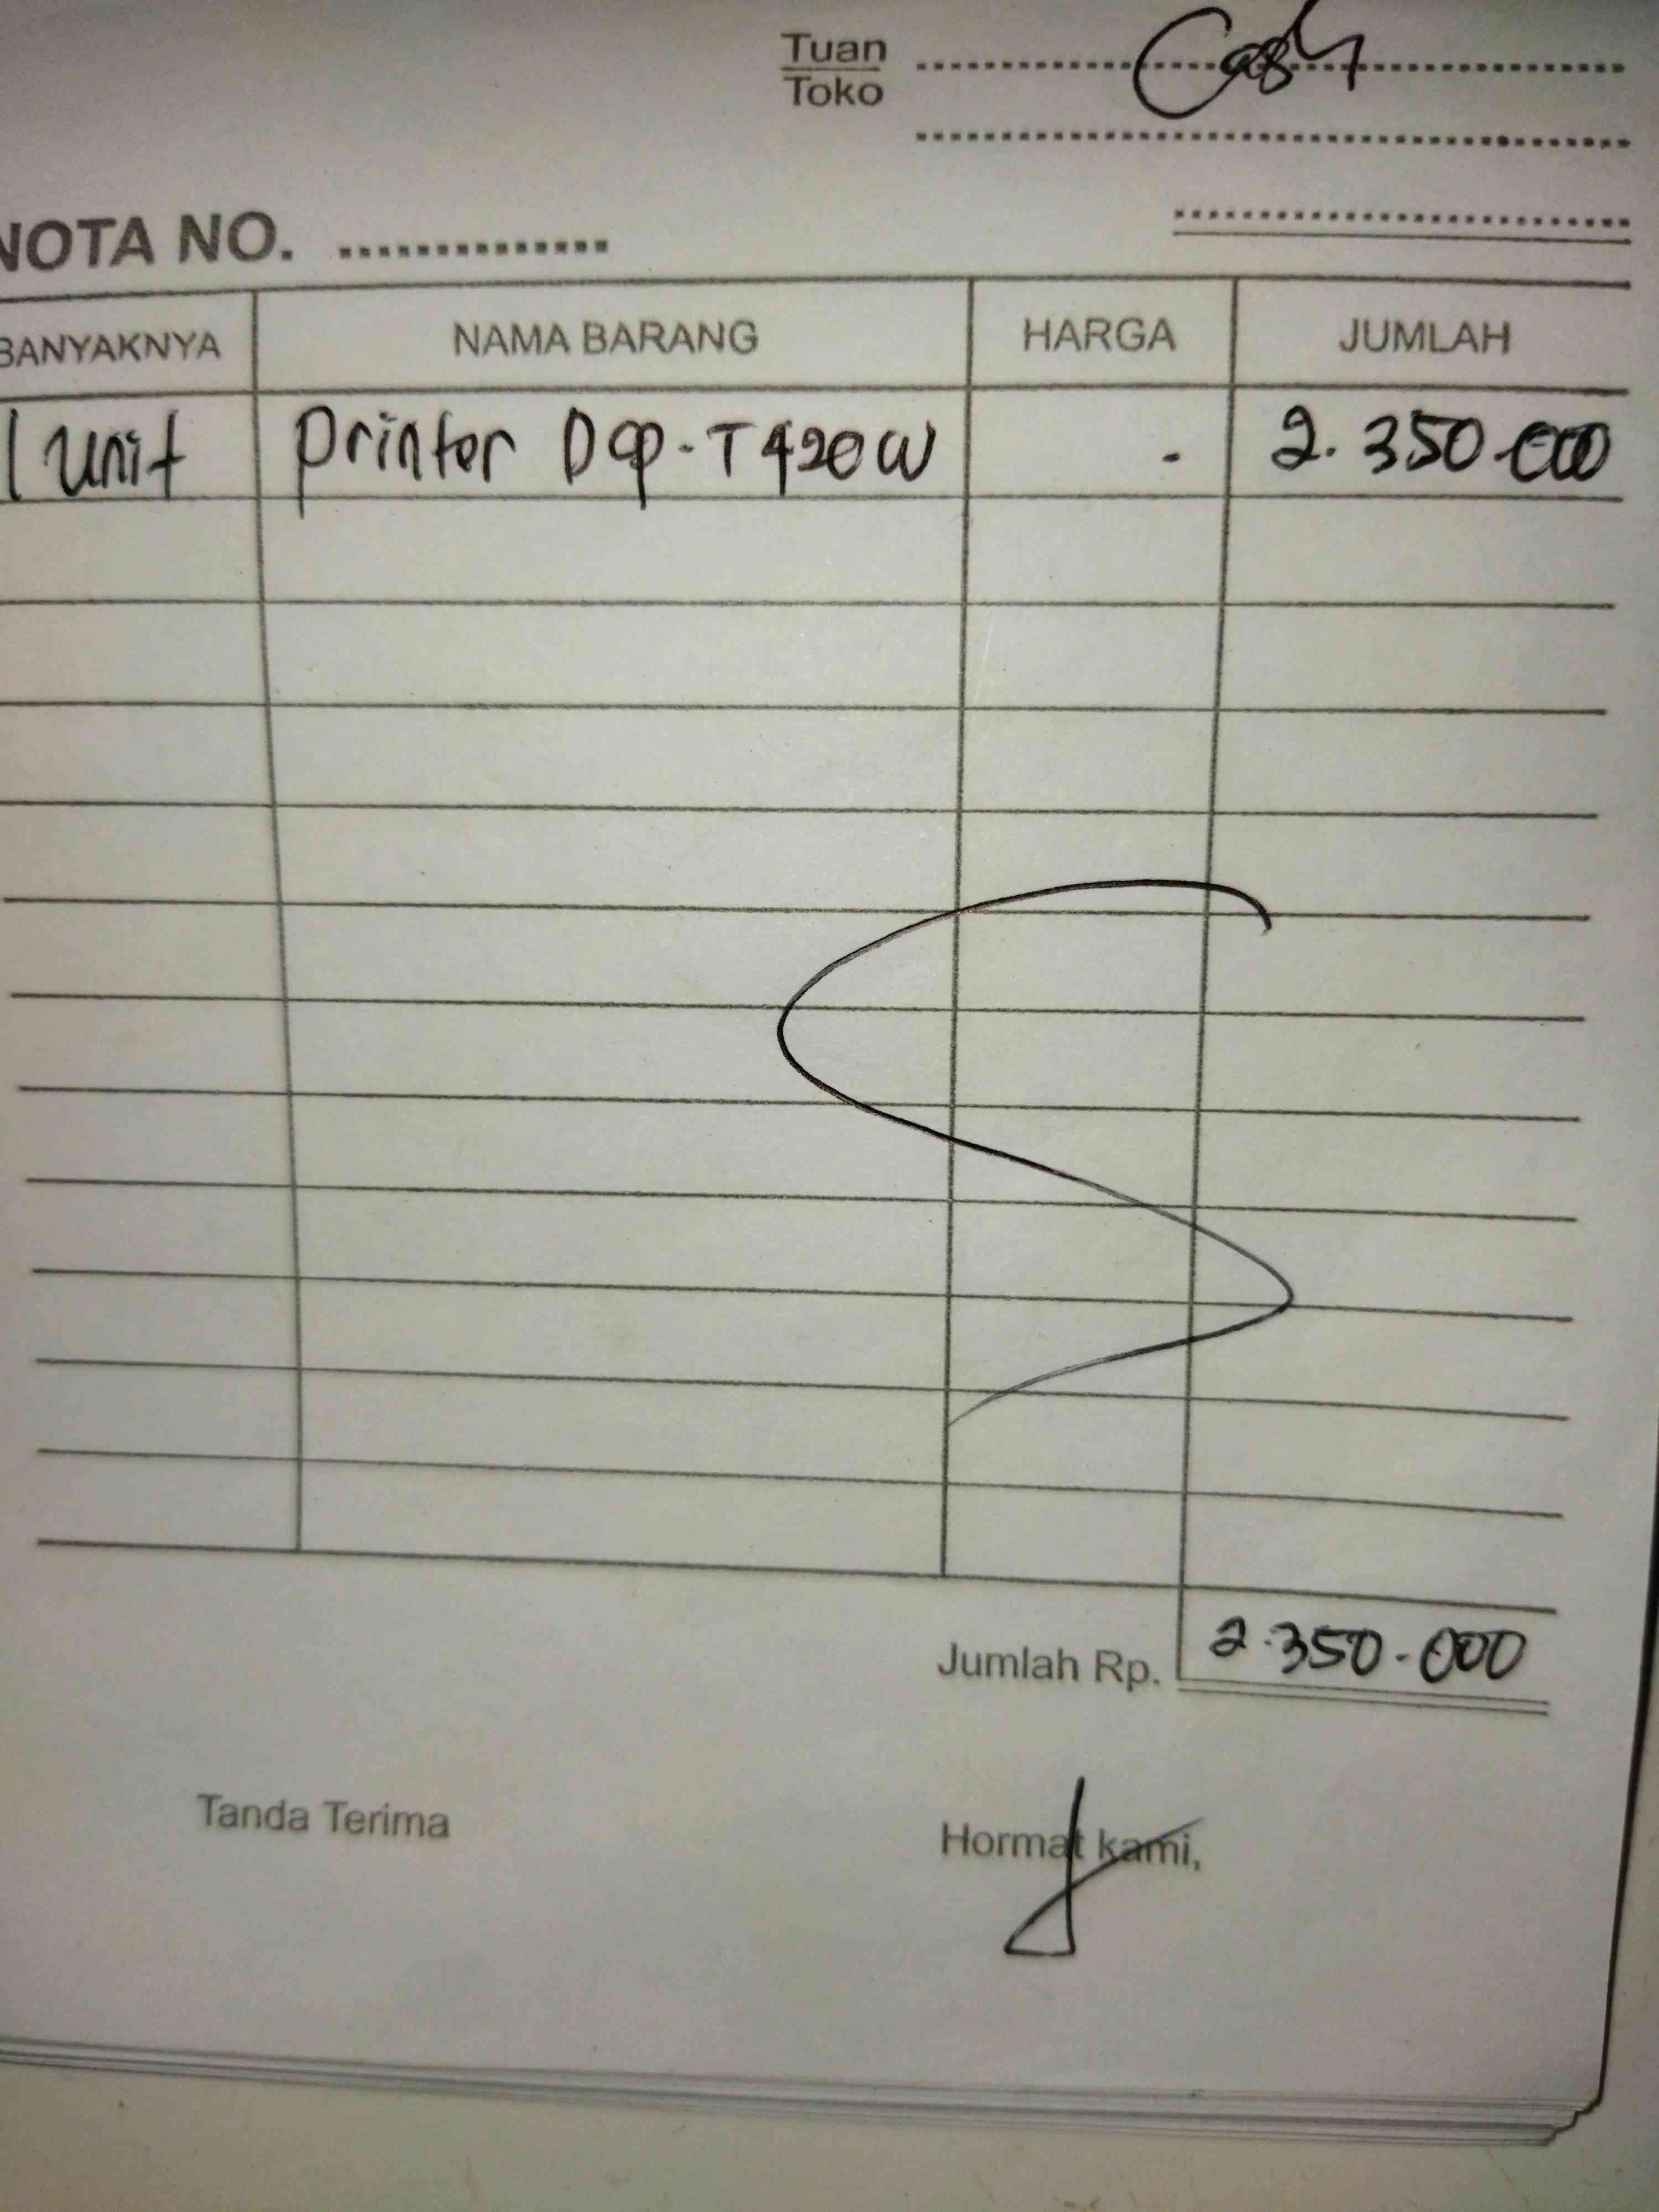 Tuan Cash
Toko
NOTA NO. ..............
BANYAKNYA NAMA BARANG HARGA JUMLAH
1 Unit Printer Dcp-T420W - 2.350.000
Jumlah Rp. 2.350.000
Tanda Terima Hormat kami,